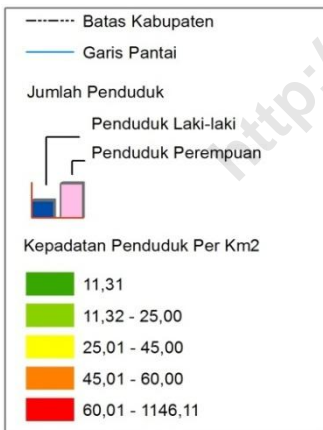 Batas Kabupaten
Garis Pantai
Jumlah Penduduk
Penduduk Laki-laki
Penduduk Perempuan
Kepadatan Penduduk Per Km2
11,31
11,32 - 25,00
25,01 - 45,00
45,01 - 60,00
60,01 - 1146,11
http:/